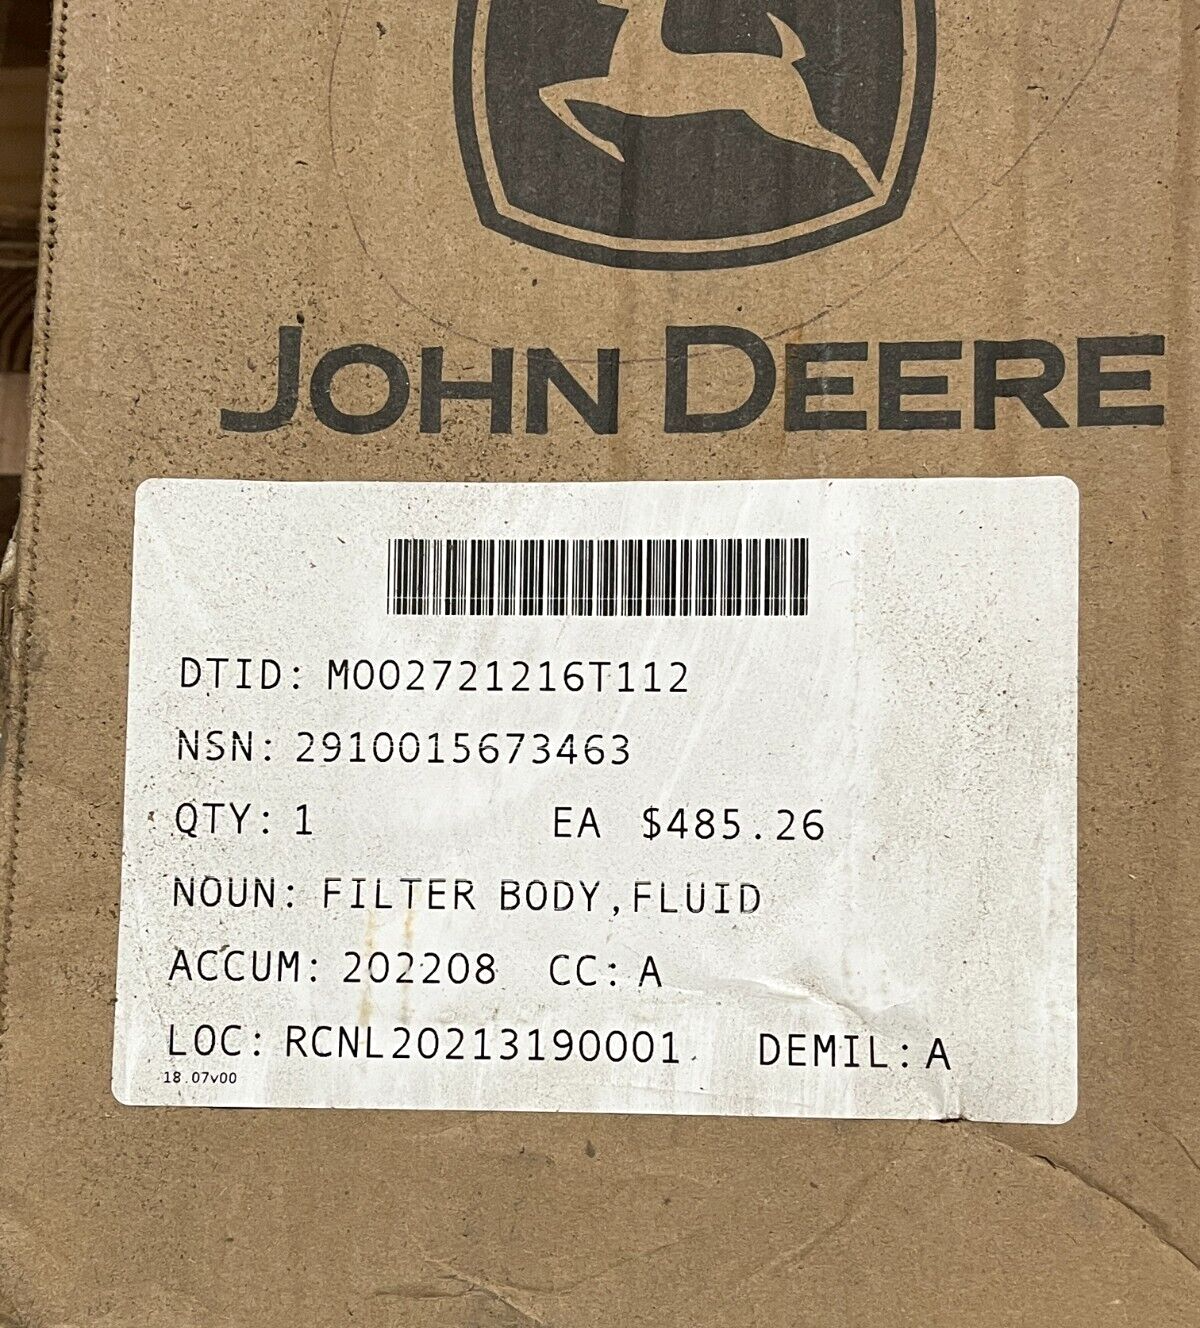 JOHN DEERE
DTID: M002721216T112
NSN: 2910015673463
QTY: 1 EA $485.26
NOUN: FILTER BODY,FLUID
ACCUM: 202208 CC: A
LOC: RCNL20213190001 DEMIL: A
18.07v00